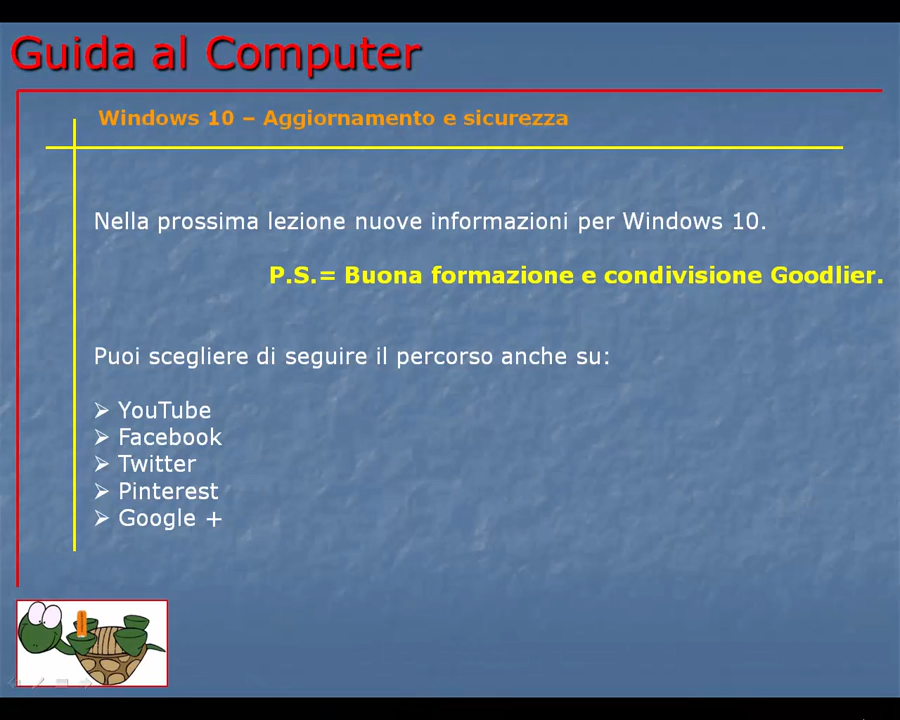 Guida al Computer
Windows 10 – Aggiornamento e sicurezza
Nella prossima lezione nuove informazioni per Windows 10.
P.S.= Buona formazione e condivisione Goodlier.
Puoi scegliere di seguire il percorso anche su:
➢ YouTube
➢ Facebook
➢ Twitter
➢ Pinterest
➢ Google +